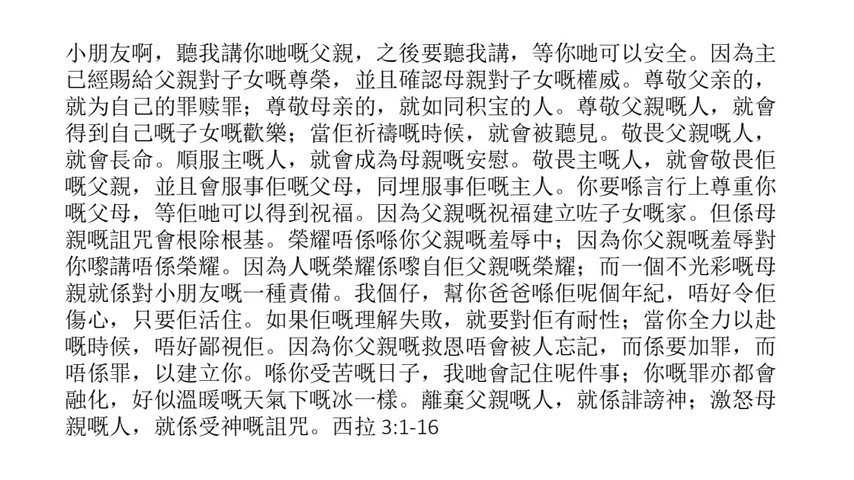 小朋友啊，聽我講你哋嘅父親，之後要聽我講，等你哋可以安全。因為主
已經賜給父親對子女嘅尊榮，並且確認母親對子女嘅權威。尊敬父亲的，
就为自己的罪赎罪；尊敬母亲的，就如同积宝的人。尊敬父親嘅人，就會
得到自己嘅子女嘅歡樂；當佢祈禱嘅時候，就會被聽見。敬畏父親嘅人，
就會長命。順服主嘅人，就會成為母親嘅安慰。敬畏主嘅人，就會敬畏佢
嘅父親，並且會服事佢嘅父母，同埋服事佢嘅主人。你要喺言行上尊重你
嘅父母，等佢哋可以得到祝福。因為父親嘅祝福建立咗子女嘅家。但係母
親嘅詛咒會根除根基。榮耀唔係喺你父親嘅羞辱中；因為你父親嘅羞辱對
你嚟講唔係榮耀。因為人嘅榮耀係嚟自佢父親嘅榮耀；而一個不光彩嘅母
親就係對小朋友嘅一種責備。我個仔，幫你爸爸喺佢呢個年紀，唔好令佢
傷心，只要佢活住。如果佢嘅理解失敗，就要對佢有耐性；當你全力以赴
嘅時候，唔好鄙視佢。因為你父親嘅救恩唔會被人忘記，而係要加罪，而
唔係罪，以建立你。喺你受苦嘅日子，我哋會記住呢件事；你嘅罪亦都會
融化，好似溫暖嘅天氣下嘅冰一樣。離棄父親嘅人，就係誹謗神；激怒母
親嘅人，就係受神嘅詛咒。西拉 3:1-16